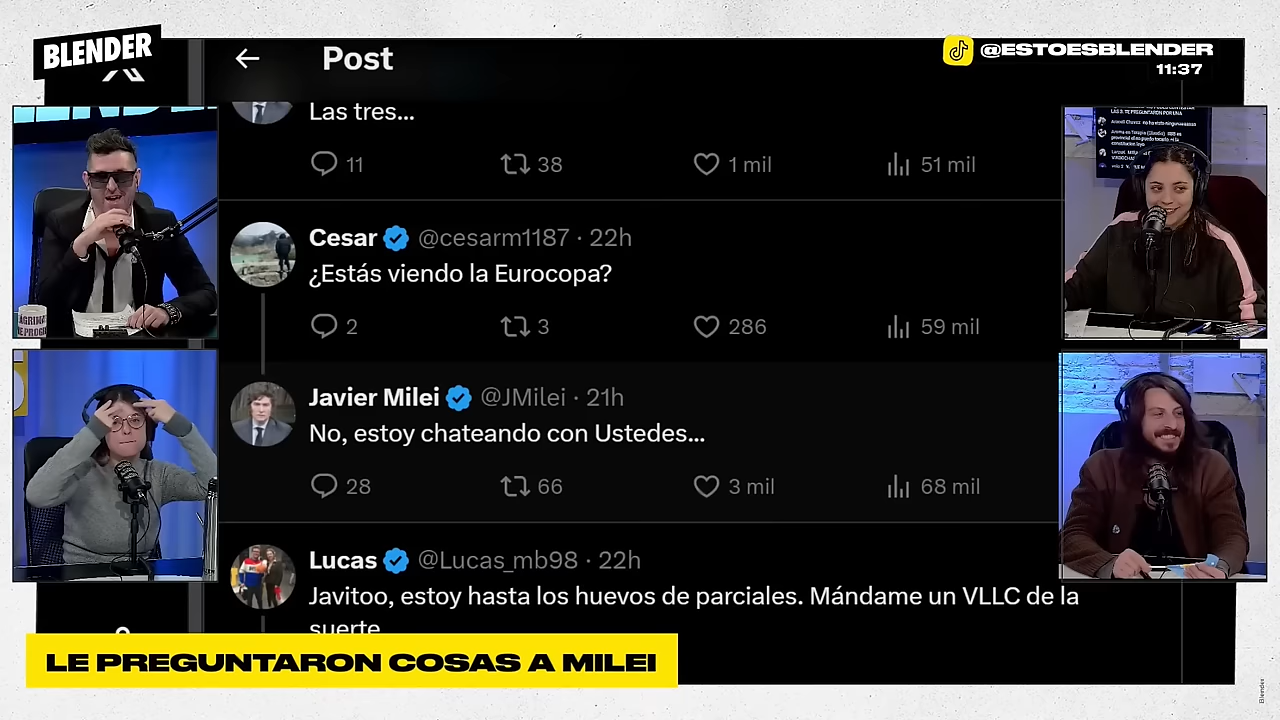 BLENDER
@ESTOESBLENDER
11:37
Post
Las tres...
11 38 1 mil 51 mil
Cesar @cesarm1187 · 22h
¿Estás viendo la Eurocopa?
2 3 286 59 mil
Javier Milei @JMilei · 21h
No, estoy chateando con Ustedes...
28 66 3 mil 68 mil
Lucas @Lucas_mb98 · 22h
Javitoo, estoy hasta los huevos de parciales. Mándame un VLLC de la
suerte
LE PREGUNTARON COSAS A MILEI
Blender